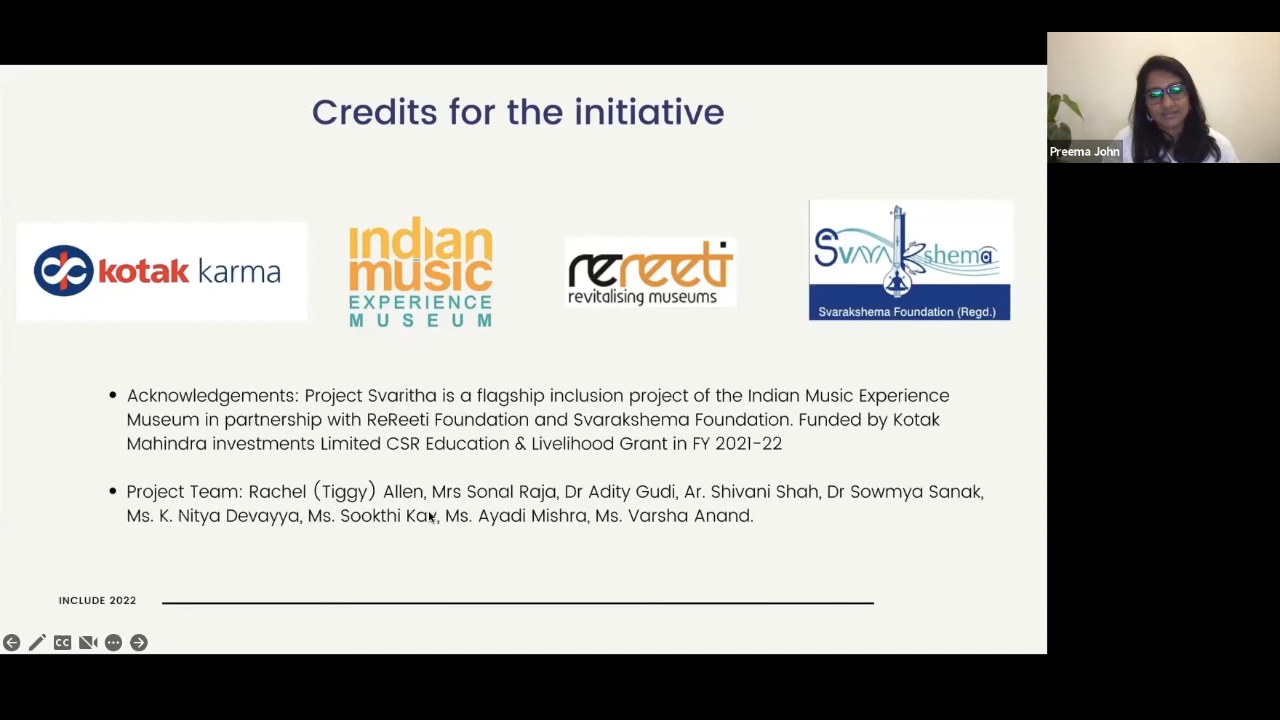 Credits for the initiative
Preema John
kotak karma
indian
music
EXPERIENCE
MUSEUM
rereeti
revitalising museums
Svarakshema
Svarakshema Foundation (Regd.)
• Acknowledgements: Project Svaritha is a flagship inclusion project of the Indian Music Experience
Museum in partnership with ReReeti Foundation and Svarakshema Foundation. Funded by Kotak
Mahindra investments Limited CSR Education & Livelihood Grant in FY 2021-22
• Project Team: Rachel (Tiggy) Allen, Mrs Sonal Raja, Dr Adity Gudi, Ar. Shivani Shah, Dr Sowmya Sanak,
Ms. K. Nitya Devayya, Ms. Sookthi Kav, Ms. Ayadi Mishra, Ms. Varsha Anand.
INCLUDE 2022
CC